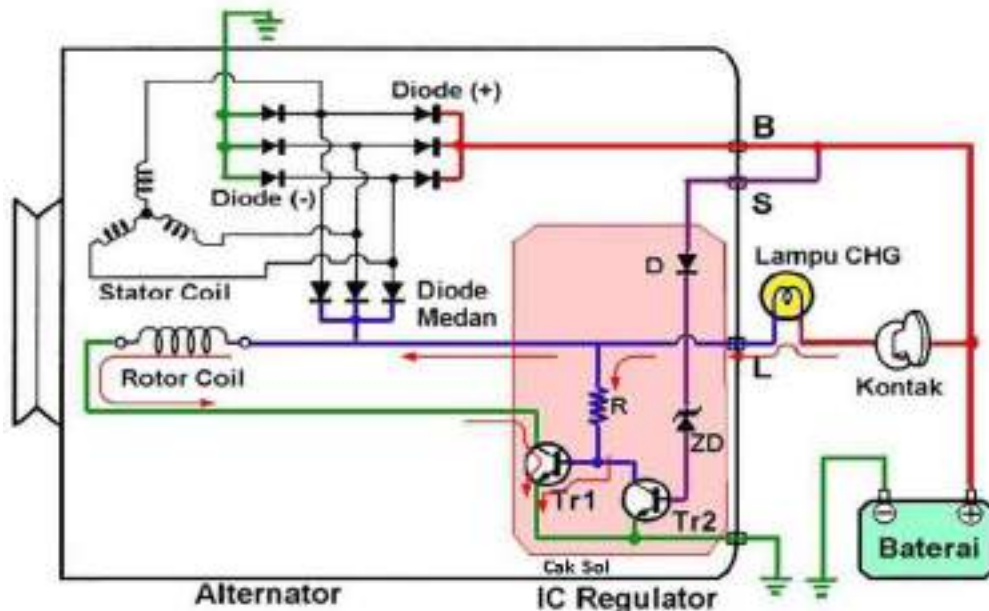 Diode (+)
B
Diode (-)
S
D
Lampu CHG
Stator Coil
Diode
Medan
L
Rotor Coil
R
Kontak
ZD
Tr1
Tr2
Baterai
Cak Sol
Alternator
IC Regulator